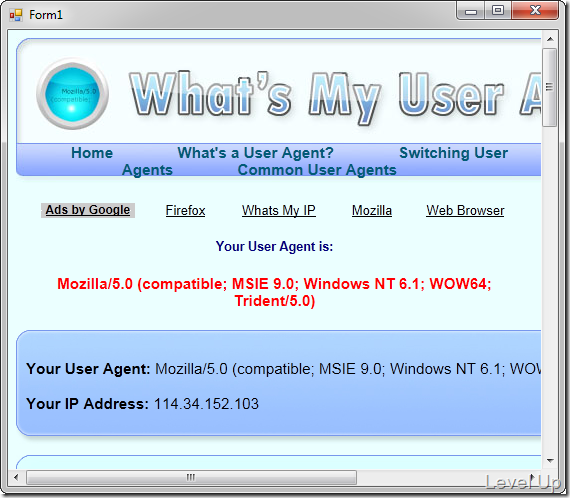 Form1
Mozilla/5.0
(compatible;
What's My User A
Home What's a User Agent? Switching User
Agents Common User Agents
Ads by Google Firefox Whats My IP Mozilla Web Browser
Your User Agent is:
Mozilla/5.0 (compatible; MSIE 9.0; Windows NT 6.1; WOW64;
Trident/5.0)
Your User Agent: Mozilla/5.0 (compatible; MSIE 9.0; Windows NT 6.1; WOW
Your IP Address: 114.34.152.103
Level Up